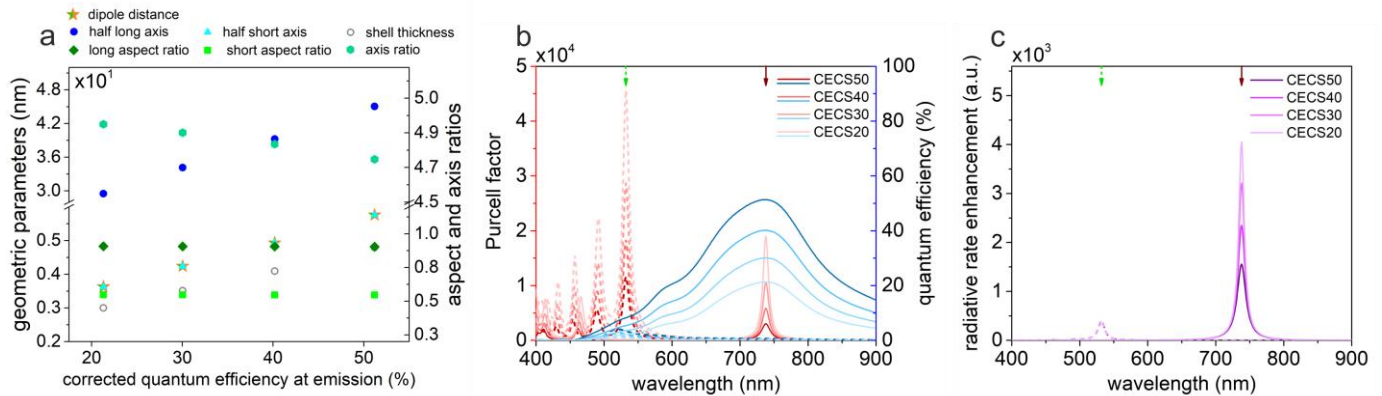 dipole distance
half long axis
half short axis
shell thickness
long aspect ratio
short aspect ratio
axis ratio
a
x10¹
geometric parameters (nm)
4.8
4.2
3.6
3.0
0.5
0.4
0.3
0.2
5.0
4.9
4.7
4.5
1.2
1.0
0.8
0.5
0.3
aspect and axis ratios
20
30
40
50
corrected quantum efficiency at emission (%)
b
x10⁴
Purcell factor
5
4
3
2
1
0
CECS50
CECS40
CECS30
CECS20
100
80
60
40
20
0
quantum efficiency (%)
400
500
600
700
800
900
wavelength (nm)
c
x10³
radiative rate enhancement (a.u.)
5
4
3
2
1
0
CECS50
CECS40
CECS30
CECS20
400
500
600
700
800
900
wavelength (nm)